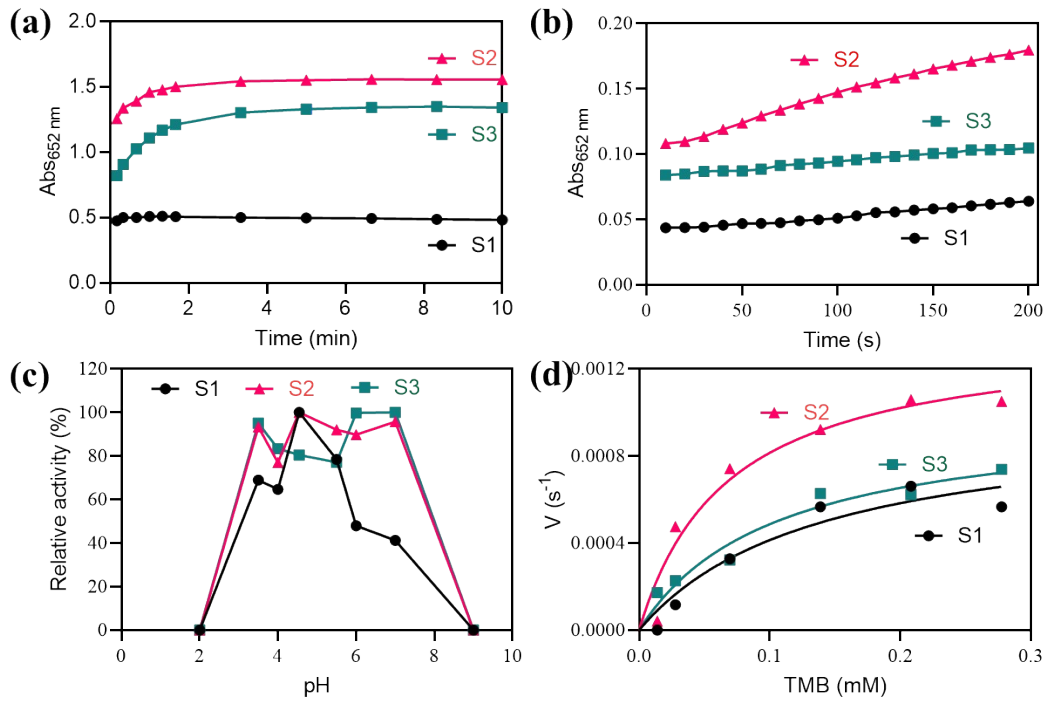 (a)
2.0
1.5
1.0
0.5
0.0
Abs652 nm
S2
S3
S1
0
2
4
6
8
10
Time (min)
(b)
0.20
0.15
0.10
0.05
0.00
Abs652 nm
S2
S3
S1
0
50
100
150
200
Time (s)
(c)
120
100
80
60
40
20
0
Relative activity (%)
S1
S2
S3
0
2
4
6
8
10
pH
(d)
0.0012
0.0008
0.0004
0.0000
V (s-1)
S2
S3
S1
0.0
0.1
0.2
0.3
TMB (mM)